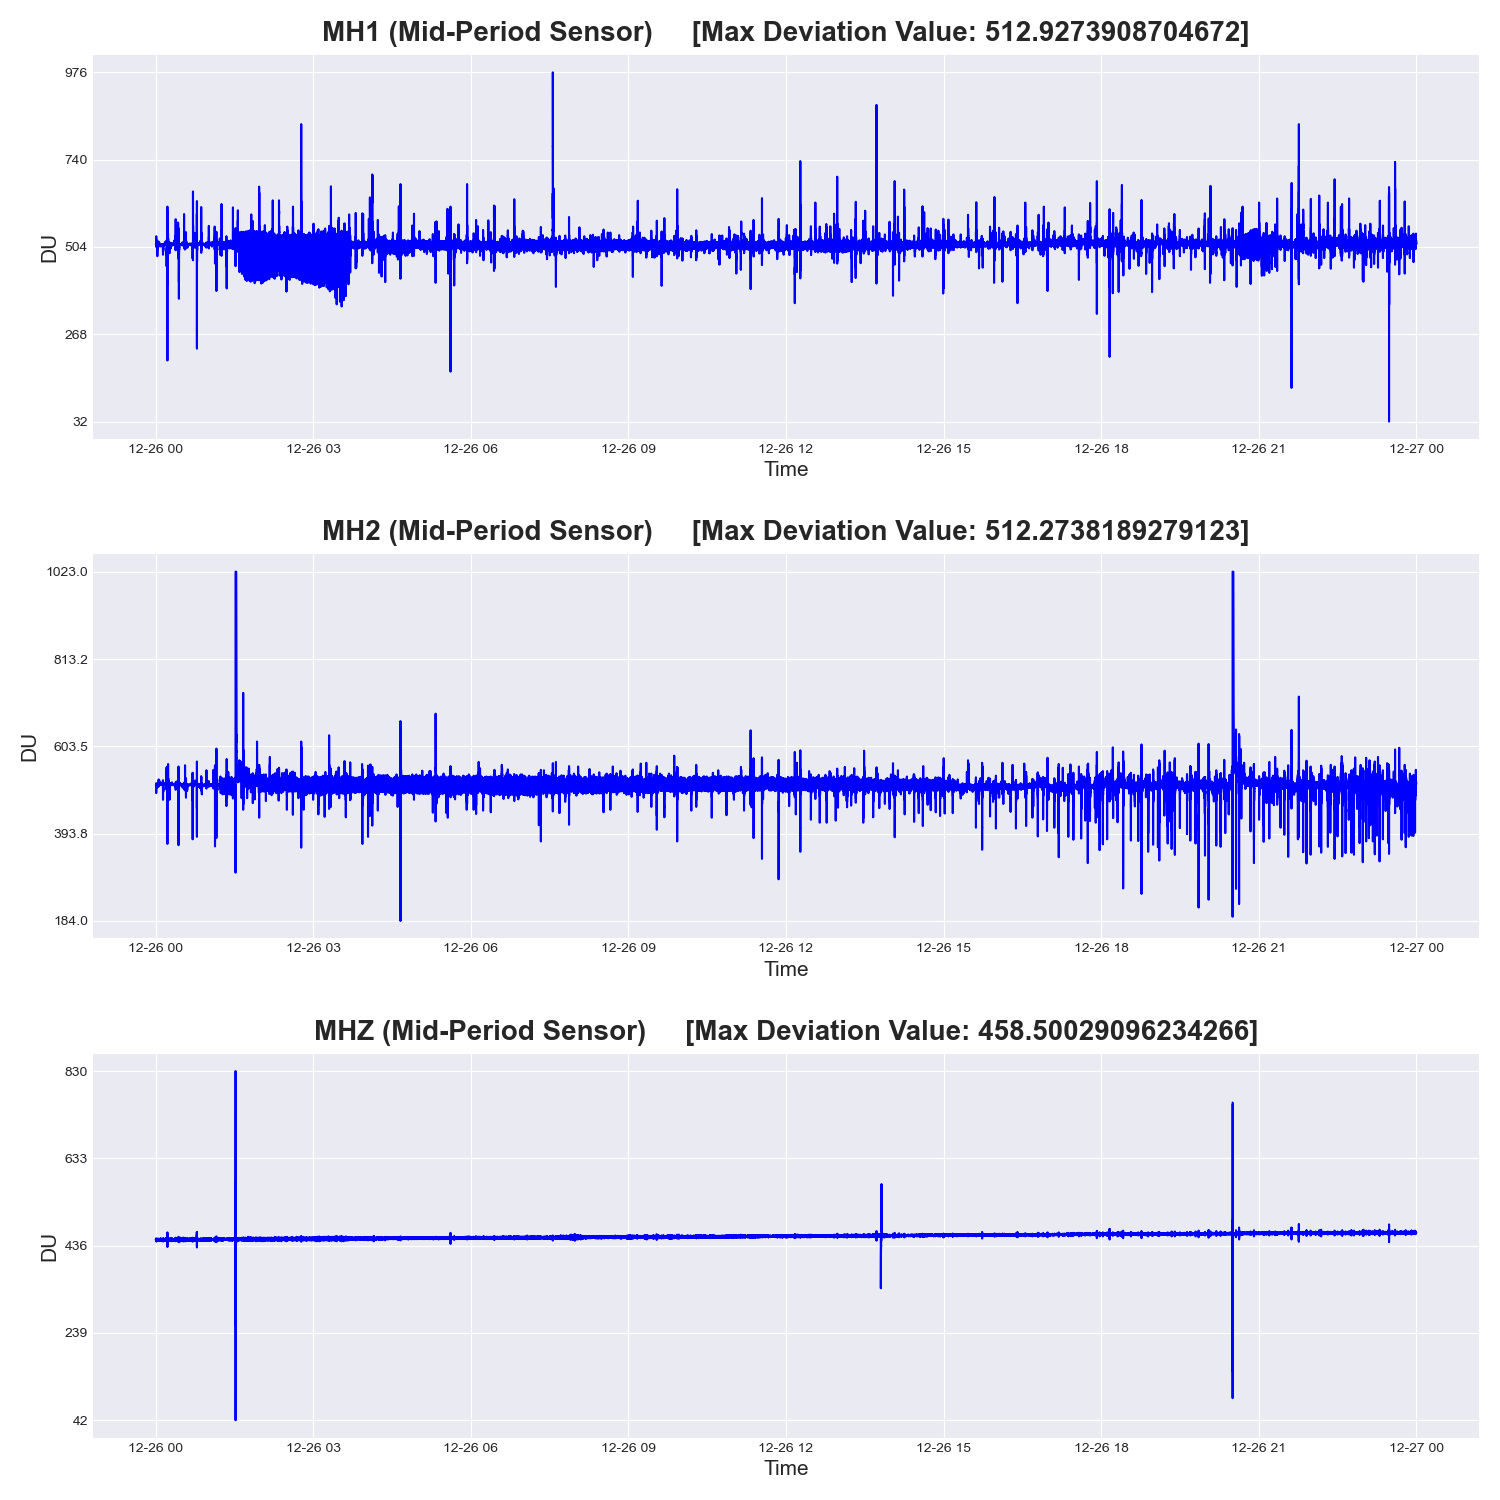 MH1 (Mid-Period Sensor)     [Max Deviation Value: 512.9273908704672]
976
740
504
268
32
DU
12-26 00 12-26 03 12-26 06 12-26 09 12-26 12 12-26 15 12-26 18 12-26 21 12-27 00
Time
MH2 (Mid-Period Sensor)     [Max Deviation Value: 512.2738189279123]
1023.0
813.2
603.5
393.8
184.0
DU
12-26 00 12-26 03 12-26 06 12-26 09 12-26 12 12-26 15 12-26 18 12-26 21 12-27 00
Time
MHZ (Mid-Period Sensor)     [Max Deviation Value: 458.50029096234266]
830
633
436
239
42
DU
12-26 00 12-26 03 12-26 06 12-26 09 12-26 12 12-26 15 12-26 18 12-26 21 12-27 00
Time